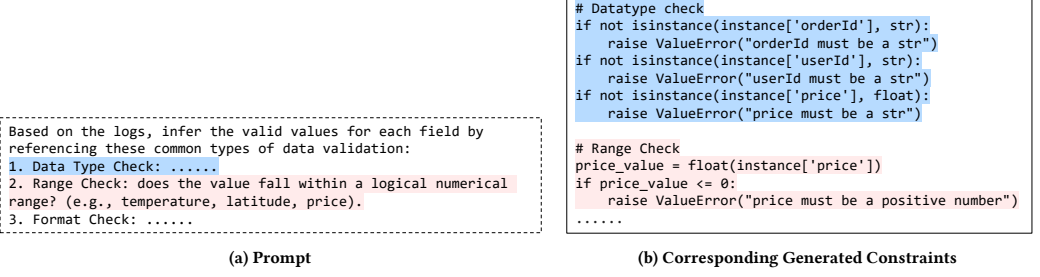 Based on the logs, infer the valid values for each field by
referencing these common types of data validation:
1. Data Type Check: ......
2. Range Check: does the value fall within a logical numerical
range? (e.g., temperature, latitude, price).
3. Format Check: ......
(a) Prompt
# Datatype check
if not isinstance(instance['orderId'], str):
    raise ValueError("orderId must be a str")
if not isinstance(instance['userId'], str):
    raise ValueError("userId must be a str")
if not isinstance(instance['price'], float):
    raise ValueError("price must be a str")

# Range Check
price_value = float(instance['price'])
if price_value <= 0:
    raise ValueError("price must be a positive number")
......
(b) Corresponding Generated Constraints